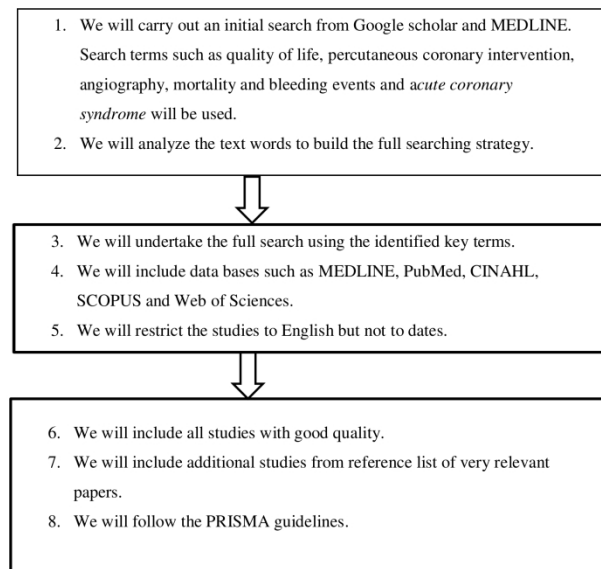 1. We will carry out an initial search from Google scholar and MEDLINE.
Search terms such as quality of life, percutaneous coronary intervention,
angiography, mortality and bleeding events and acute coronary
syndrome will be used.
2. We will analyze the text words to build the full searching strategy.
3. We will undertake the full search using the identified key terms.
4. We will include data bases such as MEDLINE, PubMed, CINAHL,
SCOPUS and Web of Sciences.
5. We will restrict the studies to English but not to dates.
6. We will include all studies with good quality.
7. We will include additional studies from reference list of very relevant
papers.
8. We will follow the PRISMA guidelines.